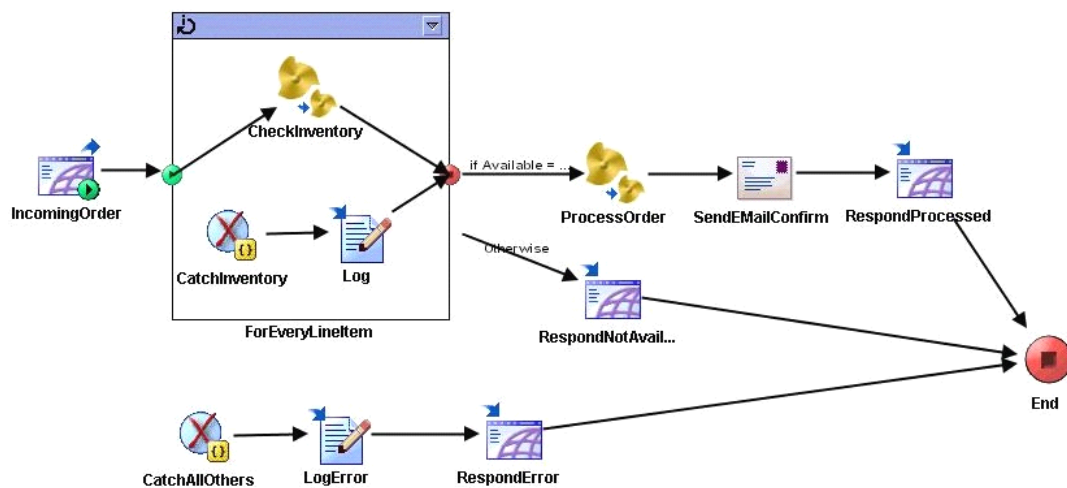 CheckInventory
if Available = ...
IncomingOrder
ProcessOrder
SendEMailConfirm
RespondProcessed
Otherwise
CatchInventory
Log
{}
ForEveryLineItem
RespondNotAvail...
End
{}
CatchAllOthers
LogError
RespondError